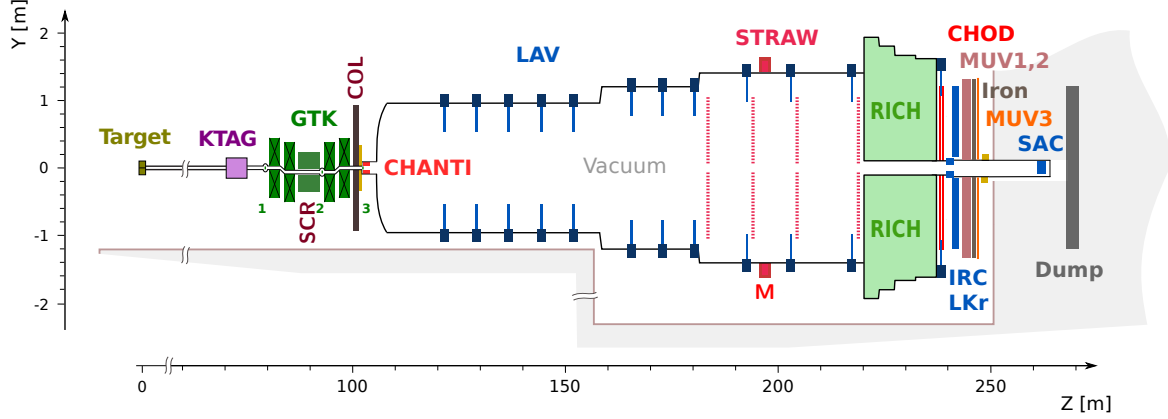 Y [m]
2
1
0
-1
-2
Target
KTAG
GTK
COL
LAV
STRAW
CHOD
MUV1,2
Iron
MUV3
SAC
RICH
CHANTI
Vacuum
1
SCR
2
3
RICH
M
IRC
LKr
Dump
0
100
150
200
250
Z [m]